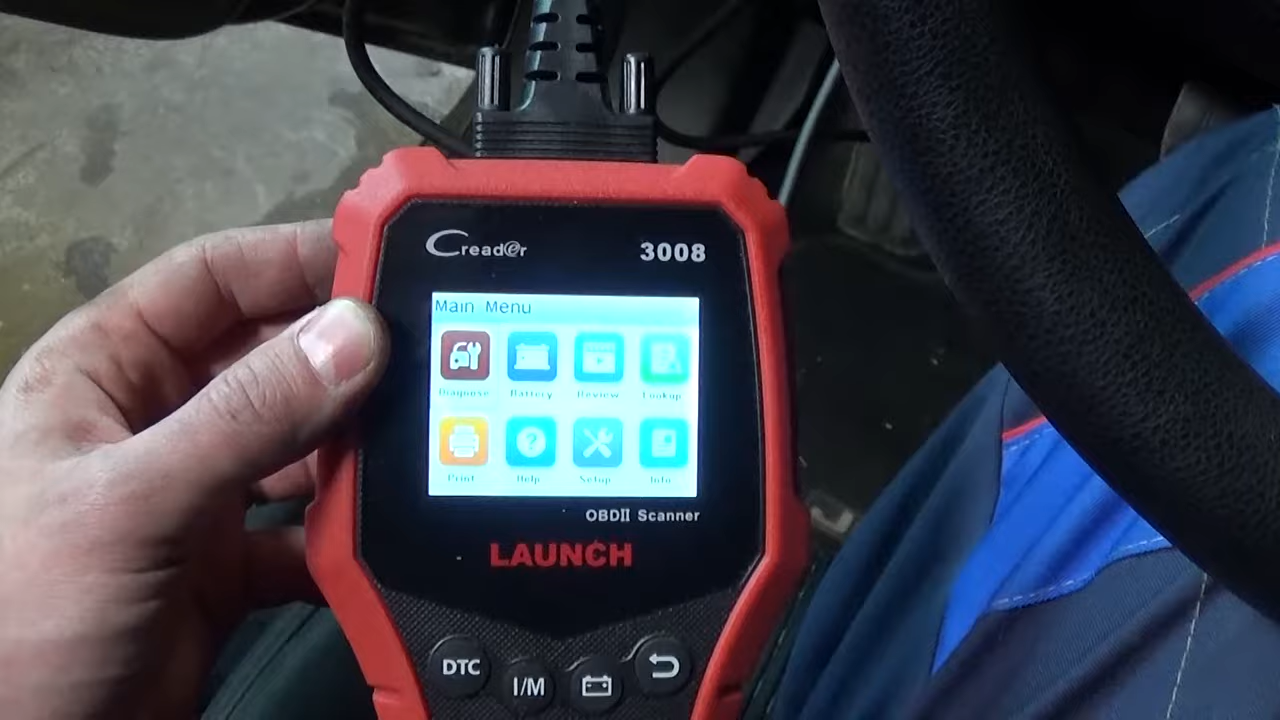 Creader 3008
Main Menu
Diagnose Battery Review Lookup
Print Help Setup Info
OBDII Scanner
LAUNCH
DTC
I/M